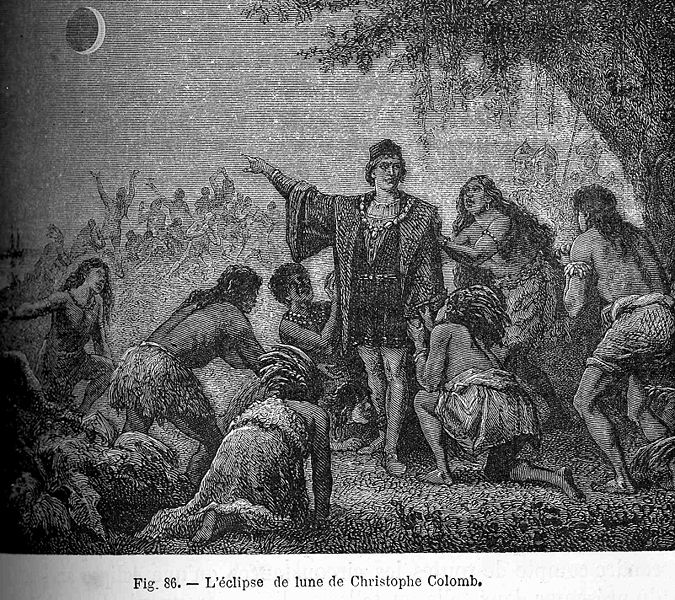 Fig. 86. — L'éclipse de lune de Christophe Colomb.